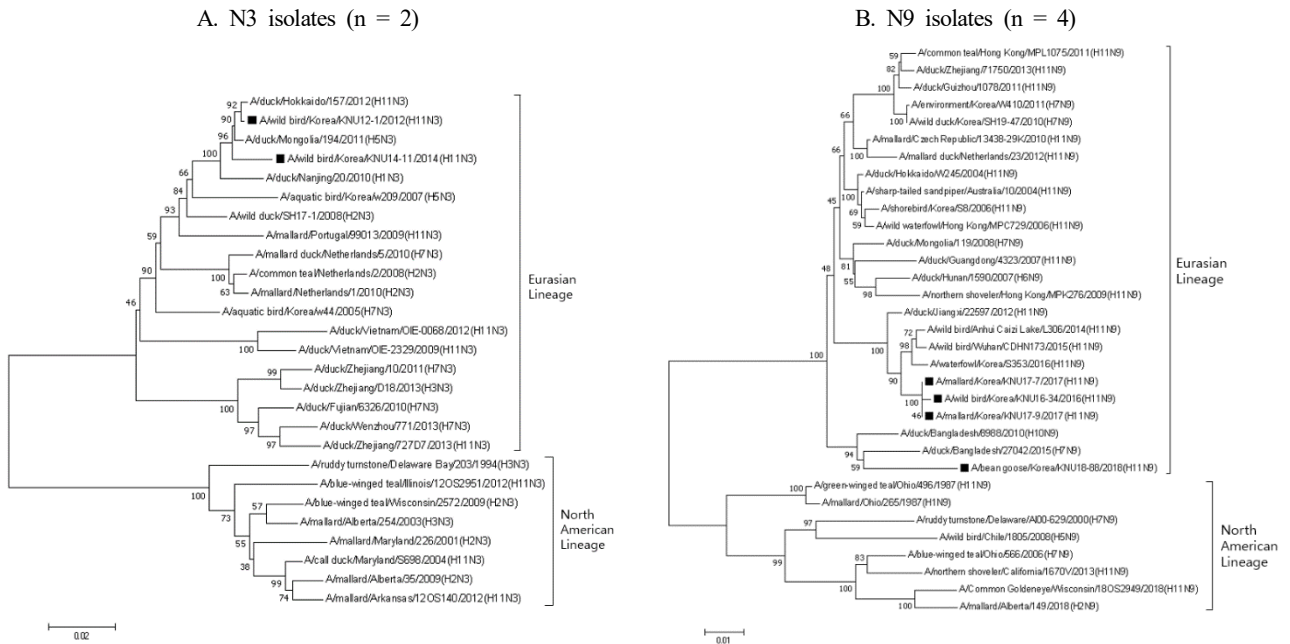 A. N3 isolates (n = 2)
92
A/duck/Hokkaido/157/2012(H11N3)
90
A/wild bird/Korea/KNU12-1/2012(H11N3)
96
A/duck/Mongolia/194/2011(H5N3)
100
A/wild bird/Korea/KNU14-11/2014(H11N3)
66
A/duck/Nanjing/20/2010(H1N3)
84
A/aquatic bird/Korea/w209/2007(H5N3)
93
A/wild duck/SH17-1/2008(H2N3)
59
A/mallard/Portugal/99013/2009(H11N3)
A/mallard duck/Netherlands/5/2010(H7N3)
90
100
A/common teal/Netherlands/2/2008(H2N3)
63
A/mallard/Netherlands/1/2010(H2N3)
46
A/aquatic bird/Korea/w44/2005(H7N3)
A/duck/Vietnam/OIE-0068/2012(H11N3)
100
A/duck/Vietnam/OIE-2329/2009(H11N3)
99
A/duck/Zhejiang/10/2011(H7N3)
A/duck/Zhejiang/D18/2013(H3N3)
100
A/duck/Fujian/6326/2010(H7N3)
97
A/duck/Wenzhou/771/2013(H7N3)
97
A/duck/Zhejiang/727D7/2013(H11N3)
Eurasian
Lineage
A/ruddy turnstone/Delaware Bay/203/1994(H3N3)
100
A/blue-winged teal/Illinois/12OS2951/2012(H11N3)
73
57
A/blue-winged teal/Wisconsin/2572/2009(H2N3)
A/mallard/Alberta/254/2003(H3N3)
55
A/mallard/Maryland/226/2001(H2N3)
38
A/call duck/Maryland/S698/2004(H11N3)
99
A/mallard/Alberta/35/2009(H2N3)
74
A/mallard/Arkansas/12OS140/2012(H11N3)
North
American
Lineage
0.02
B. N9 isolates (n = 4)
59
A/common teal/Hong Kong/MPL1075/2011(H11N9)
82
A/duck/Zhejiang/71750/2013(H11N9)
100
A/duck/Guizhou/1078/2011(H11N9)
A/environment/Korea/W410/2011(H7N9)
100
A/wild duck/Korea/SH19-47/2010(H7N9)
66
A/mallard/Czech Republic/13438-29K/2010(H11N9)
100
A/mallard duck/Netherlands/23/2012(H11N9)
66
A/duck/Hokkaido/W245/2004(H11N9)
100
A/sharp-tailed sandpiper/Australia/10/2004(H11N9)
69
A/shorebird/Korea/S8/2006(H11N9)
45
59
A/wild waterfowl/Hong Kong/MPC729/2006(H11N9)
A/duck/Mongolia/119/2008(H7N9)
81
A/duck/Guangdong/4323/2007(H11N9)
48
55
A/duck/Hunan/1590/2007(H6N9)
98
A/northern shoveler/Hong Kong/MPK276/2009(H11N9)
A/duck/Jiangxi/22597/2012(H11N9)
72
A/wild bird/Anhui Caizi Lake/L306/2014(H11N9)
100
98
A/wild bird/Wuhan/CDHN173/2015(H11N9)
100
A/waterfowl/Korea/S353/2016(H11N9)
90
A/mallard/Korea/KNU17-7/2017(H11N9)
100
A/wild bird/Korea/KNU16-34/2016(H11N9)
46
A/mallard/Korea/KNU17-9/2017(H11N9)
A/duck/Bangladesh/8988/2010(H10N9)
94
A/duck/Bangladesh/27042/2015(H7N9)
59
A/bean goose/Korea/KNU18-88/2018(H11N9)
Eurasian
Lineage
100
A/green-winged teal/Ohio/496/1987(H11N9)
A/mallard/Ohio/265/1987(H1N9)
97
A/ruddy turnstone/Delaware/AI00-629/2000(H7N9)
A/wild bird/Chile/1805/2008(H5N9)
99
83
A/blue-winged teal/Ohio/566/2006(H7N9)
A/northern shoveler/California/1670V/2013(H11N9)
A/Common Goldeneye/Wisconsin/18OS2949/2018(H11N9)
100
A/mallard/Alberta/149/2018(H2N9)
North
American
Lineage
0.01